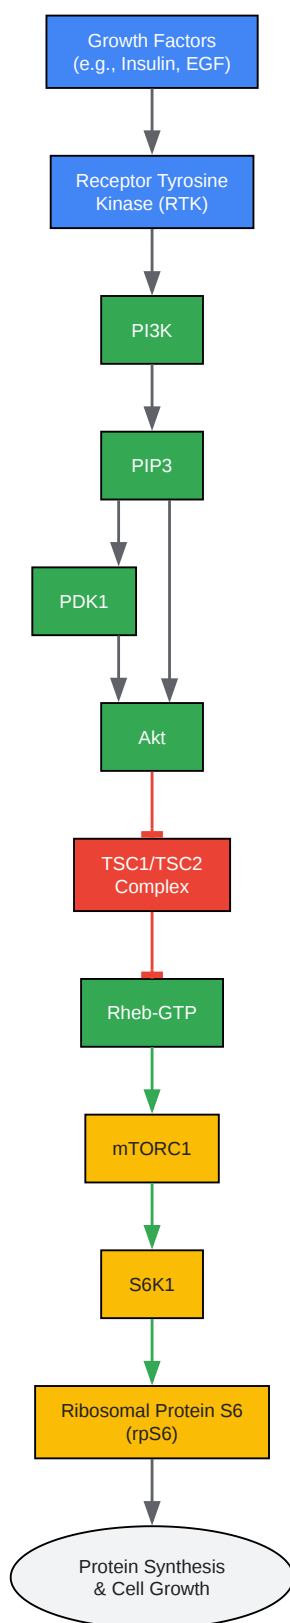 Growth Factors
(e.g., Insulin, EGF)
Receptor Tyrosine
Kinase (RTK)
PI3K
PIP3
PDK1
Akt
TSC1/TSC2
Complex
Rheb-GTP
mTORC1
S6K1
Ribosomal Protein S6
(rpS6)
Protein Synthesis
& Cell Growth